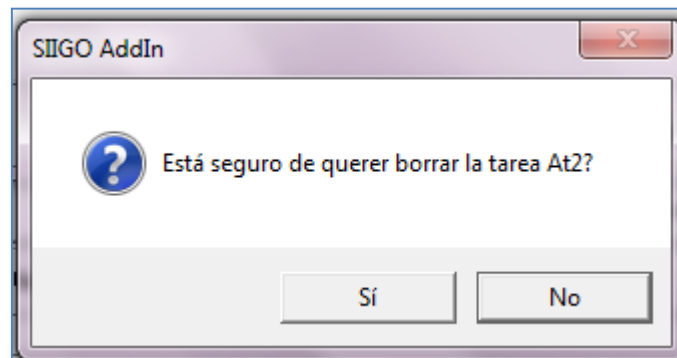 SIIGO AddIn
Está seguro de querer borrar la tarea At2?
Sí
No